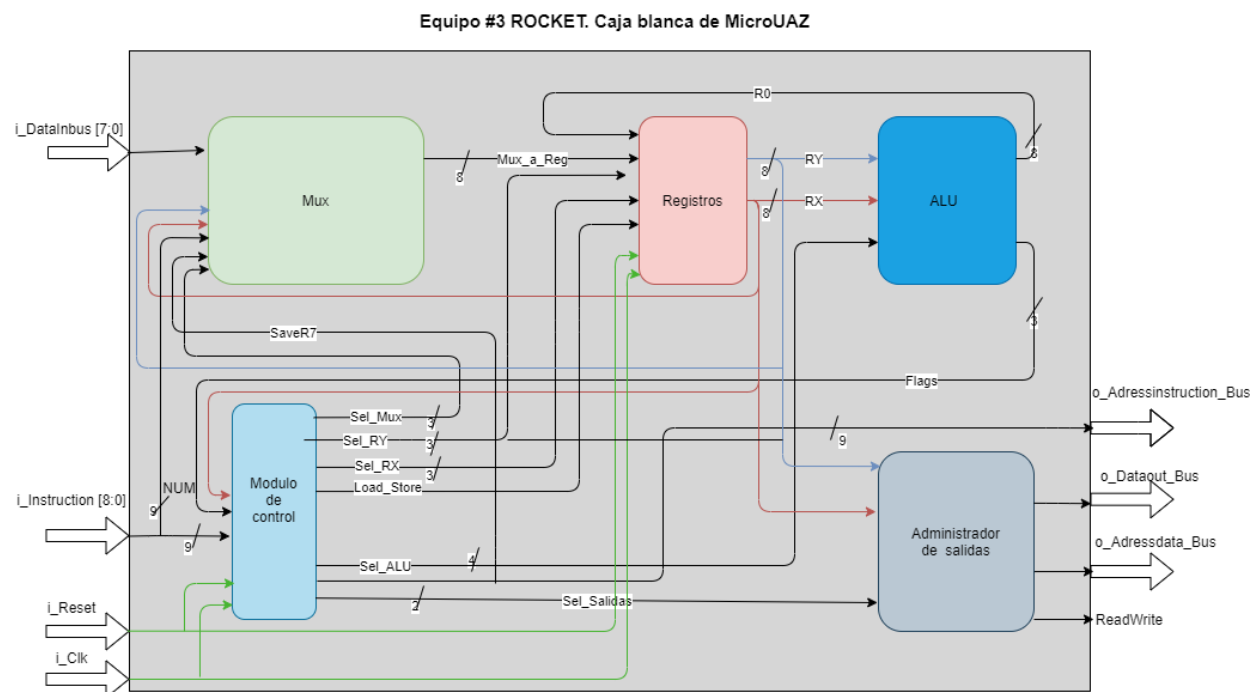 Equipo #3 ROCKET. Caja blanca de MicroUAZ
R0
i_DataInbus [7:0]
8
Mux_a_Reg
8
8
RY
Mux
Registros
RX
8
ALU
SaveR7
3
Flags
o_Adressinstruction_Bus
Sel_Mux
3
9
Sel_RY
3
Sel_RX
3
Modulo
de
control
Load_Store
NUM
i_Instruction [8:0]
9
9
o_Dataout_Bus
Administrador
de salidas
o_Adressdata_Bus
Sel_ALU
4
i_Reset
2
Sel_Salidas
ReadWrite
i_Clk